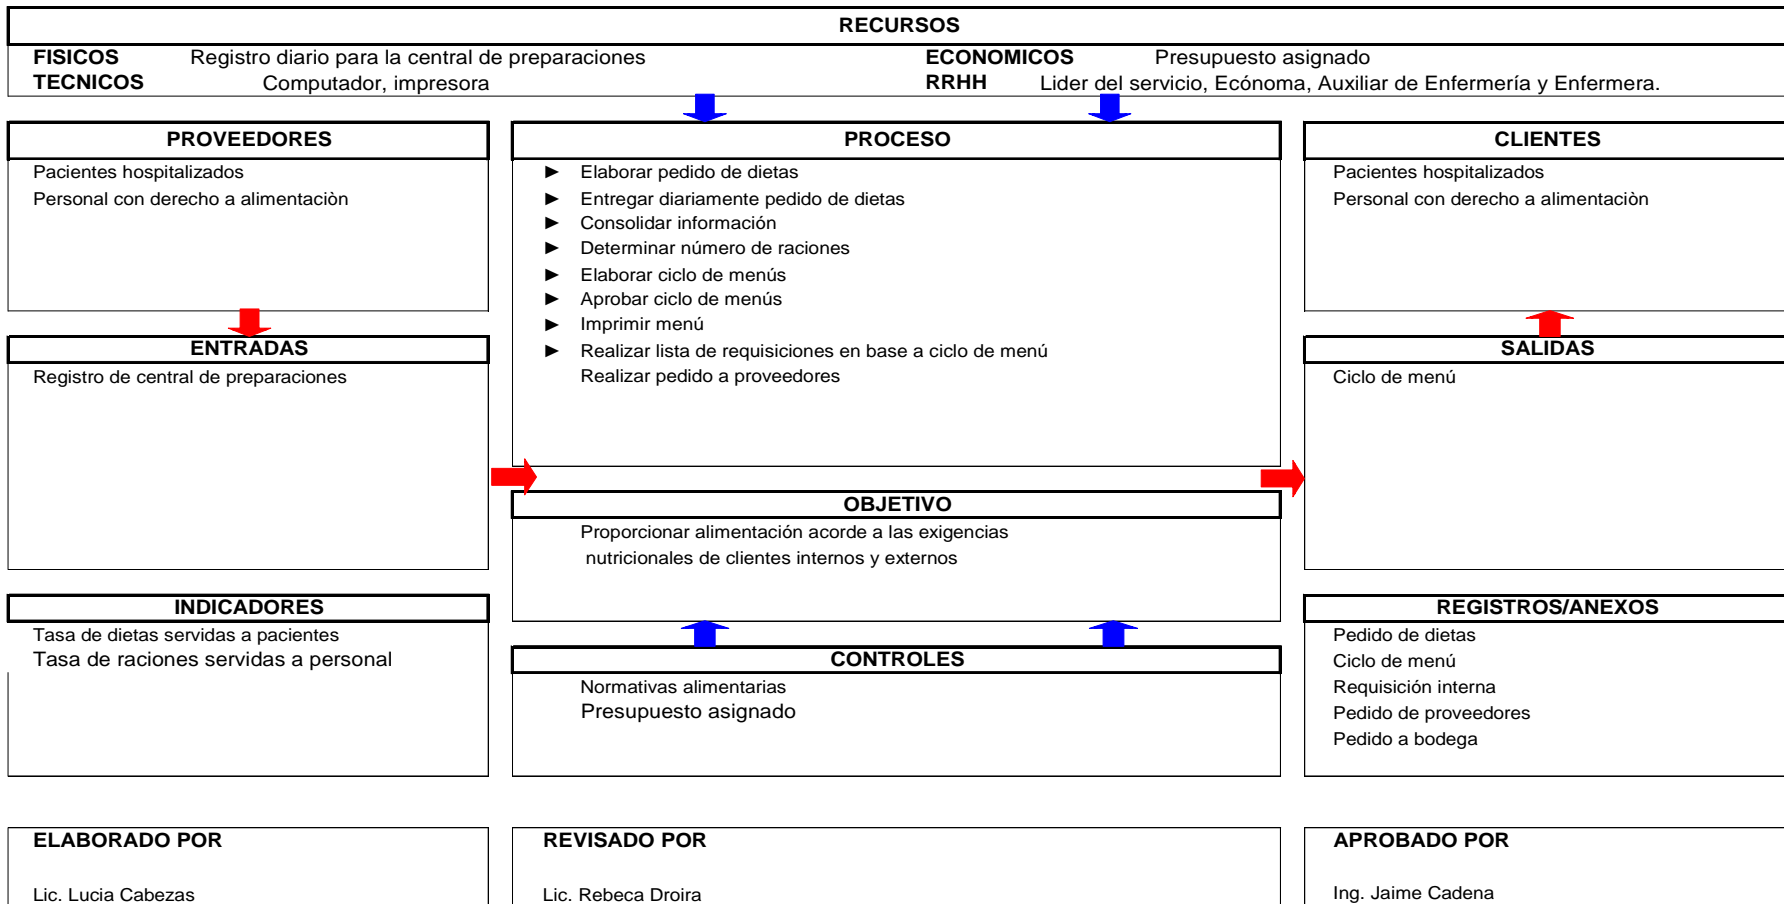 RECURSOS
FISICOS Registro diario para la central de preparaciones ECONOMICOS Presupuesto asignado
TECNICOS Computador, impresora RRHH Lider del servicio, Ecónoma, Auxiliar de Enfermería y Enfermera.
PROVEEDORES
Pacientes hospitalizados
Personal con derecho a alimentaciòn
ENTRADAS
Registro de central de preparaciones
INDICADORES
Tasa de dietas servidas a pacientes
Tasa de raciones servidas a personal
PROCESO
► Elaborar pedido de dietas
► Entregar diariamente pedido de dietas
► Consolidar información
► Determinar número de raciones
► Elaborar ciclo de menús
► Aprobar ciclo de menús
► Imprimir menú
► Realizar lista de requisiciones en base a ciclo de menú
Realizar pedido a proveedores
OBJETIVO
Proporcionar alimentación acorde a las exigencias
nutricionales de clientes internos y externos
CONTROLES
Normativas alimentarias
Presupuesto asignado
CLIENTES
Pacientes hospitalizados
Personal con derecho a alimentaciòn
SALIDAS
Ciclo de menú
REGISTROS/ANEXOS
Pedido de dietas
Ciclo de menú
Requisición interna
Pedido de proveedores
Pedido a bodega
ELABORADO POR
Lic. Lucia Cabezas
REVISADO POR
Lic. Rebeca Droira
APROBADO POR
Ing. Jaime Cadena